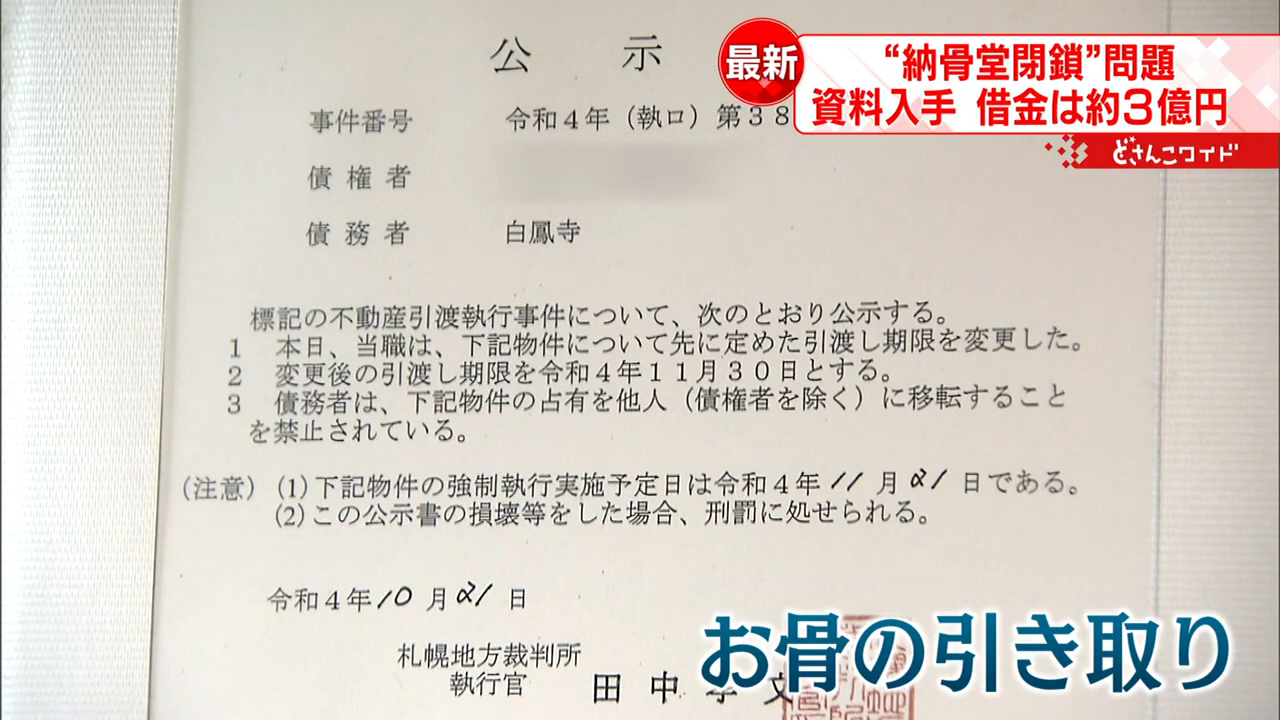 公示
最新
“納骨堂閉鎖”問題
資料入手 借金は約3億円
どさんこワイド
事件番号 令和4年(執ロ)第38
債権者
債務者 白鳳寺
標記の不動産引渡執行事件について、次のとおり公示する。
1 本日、当職は、下記物件について先に定めた引渡し期限を変更した。
2 変更後の引渡し期限を令和4年11月30日とする。
3 債務者は、下記物件の占有を他人(債権者を除く)に移転すること
を禁止されている。
(注意) (1)下記物件の強制執行実施予定日は令和4年11月21日である。
(2)この公示書の損壊等をした場合、刑罰に処せられる。
令和4年10月21日
札幌地方裁判所
執行官 田中
お骨の引き取り